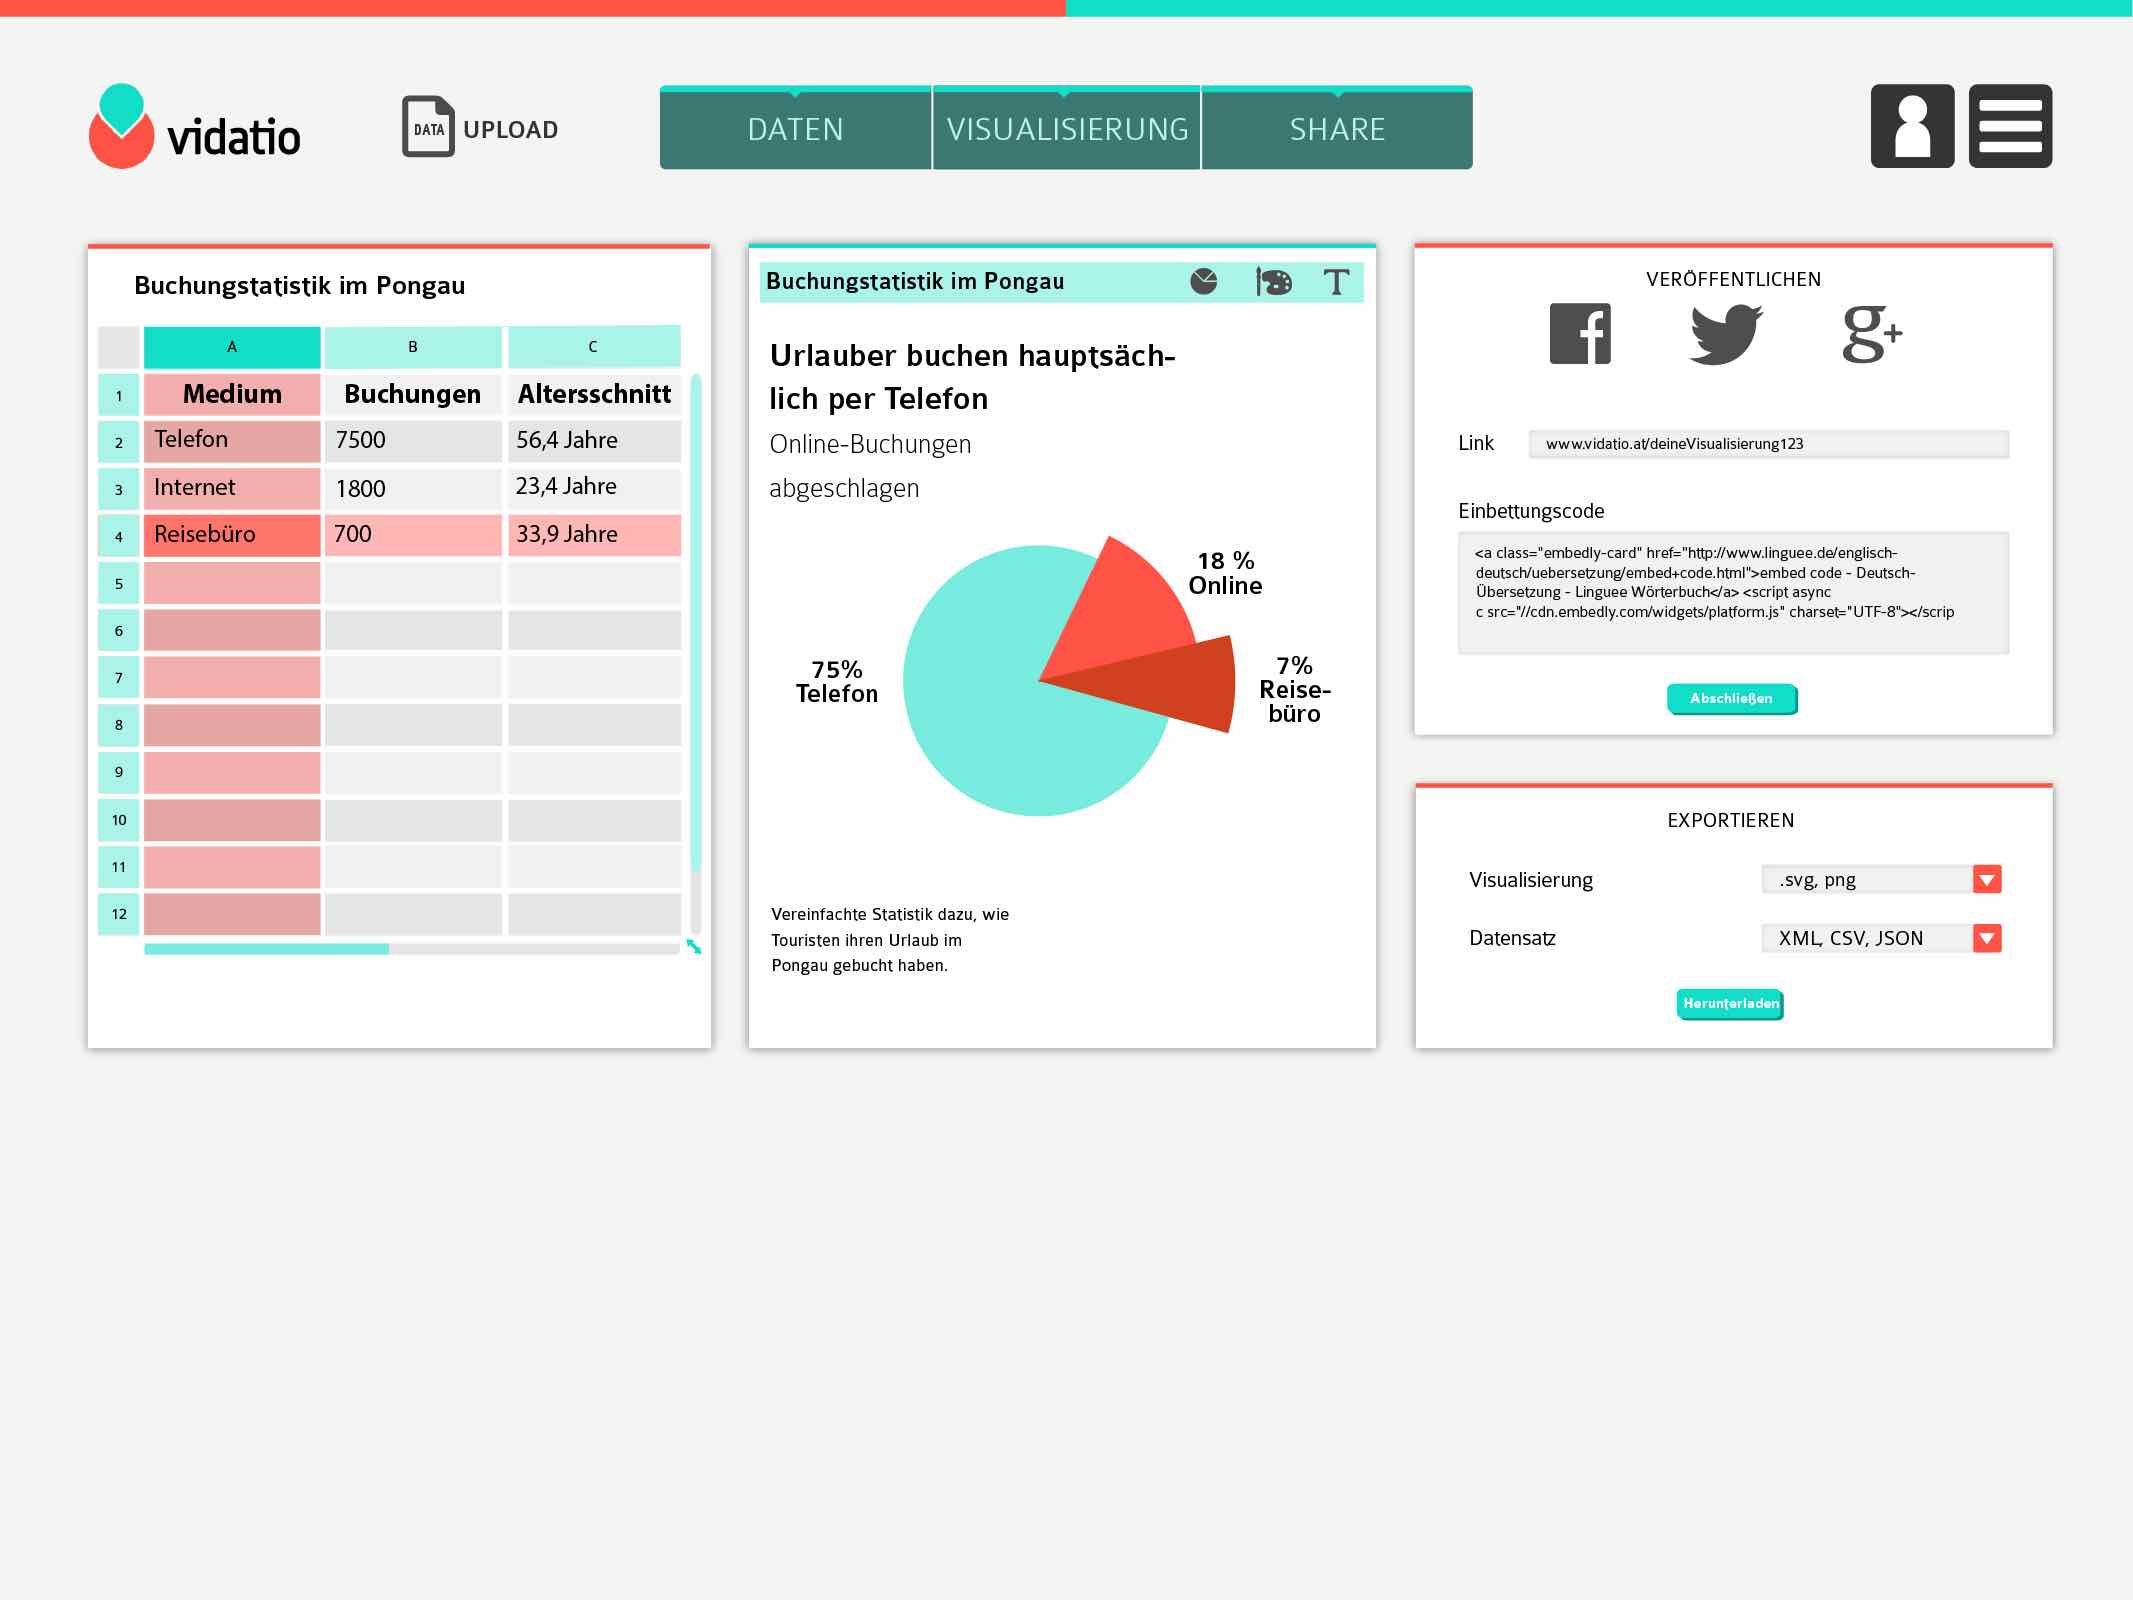 vidatio
DATA
UPLOAD
DATEN
VISUALISIERUNG
SHARE
Buchungstatistik im Pongau
A B C
1 Medium Buchungen Altersschnitt
2 Telefon 7500 56,4 Jahre
3 Internet 1800 23,4 Jahre
4 Reisebüro 700 33,9 Jahre
5
6
7
8
9
10
11
12
Buchungstatistik im Pongau
T
Urlauber buchen hauptsäch-
lich per Telefon
Online-Buchungen
abgeschlagen
18 %
Online
75%
Telefon
7%
Reise-
büro
Vereinfachte Statistik dazu, wie
Touristen ihren Urlaub im
Pongau gebucht haben.
VERÖFFENTLICHEN
f
g+
Link www.vidatio.at/deineVisualisierung123
Einbettungscode
<a class="embedly-card" href="http://www.linguee.de/englisch-
deutsch/uebersetzung/embed+code.html">embed code - Deutsch-
Übersetzung - Linguee Wörterbuch</a> <script async
c src="//cdn.embedly.com/widgets/platform.js" charset="UTF-8"></scrip
Abschließen
EXPORTIEREN
Visualisierung .svg, png
Datensatz XML, CSV, JSON
Herunterladen